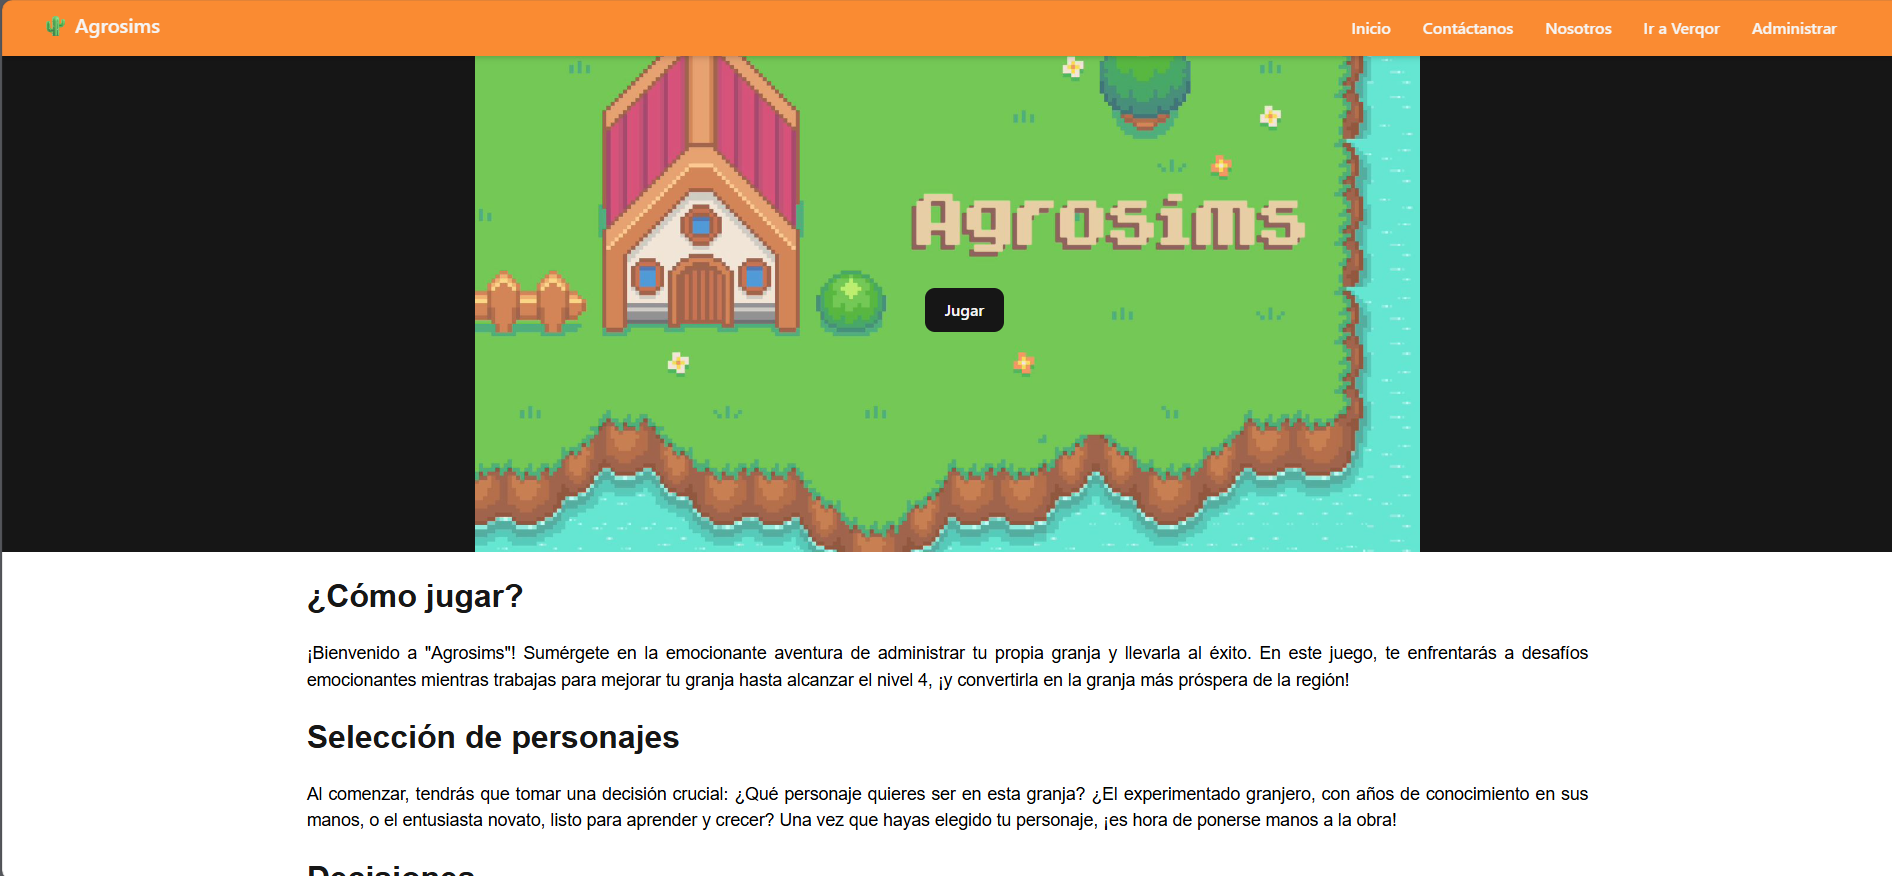 Agrosims
Inicio Contáctanos Nosotros Ir a Verqor Administrar
Agrosims
Jugar
¿Cómo jugar?
¡Bienvenido a "Agrosims"! Sumérgete en la emocionante aventura de administrar tu propia granja y llevarla al éxito. En este juego, te enfrentarás a desafíos
emocionantes mientras trabajas para mejorar tu granja hasta alcanzar el nivel 4, ¡y convertirla en la granja más próspera de la región!
Selección de personajes
Al comenzar, tendrás que tomar una decisión crucial: ¿Qué personaje quieres ser en esta granja? ¿El experimentado granjero, con años de conocimiento en sus
manos, o el entusiasta novato, listo para aprender y crecer? Una vez que hayas elegido tu personaje, ¡es hora de ponerse manos a la obra!
Decisiones